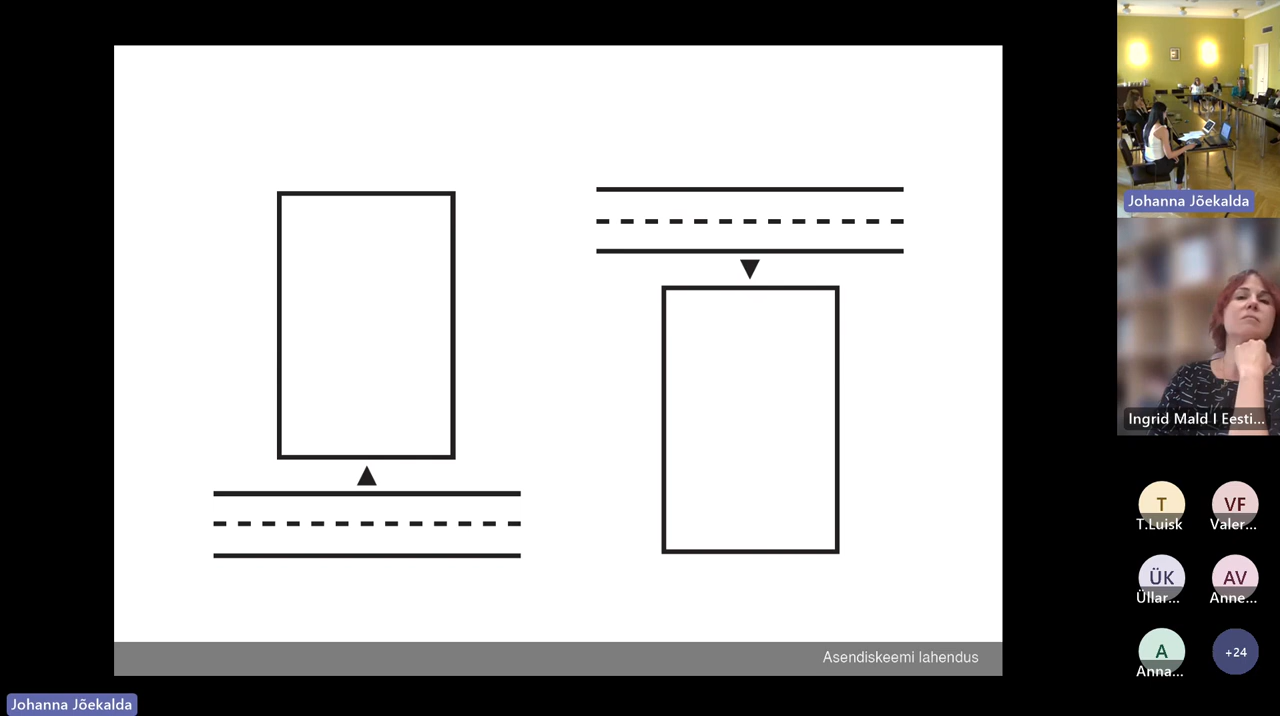 Asendiskeemi lahendus
Johanna Jõekalda
Johanna Jõekalda
Ingrid Mald I Eesti...
T
T.Luisk
VF
Valer...
ÜK
Üllar...
AV
Anne...
A
Anna...
+24